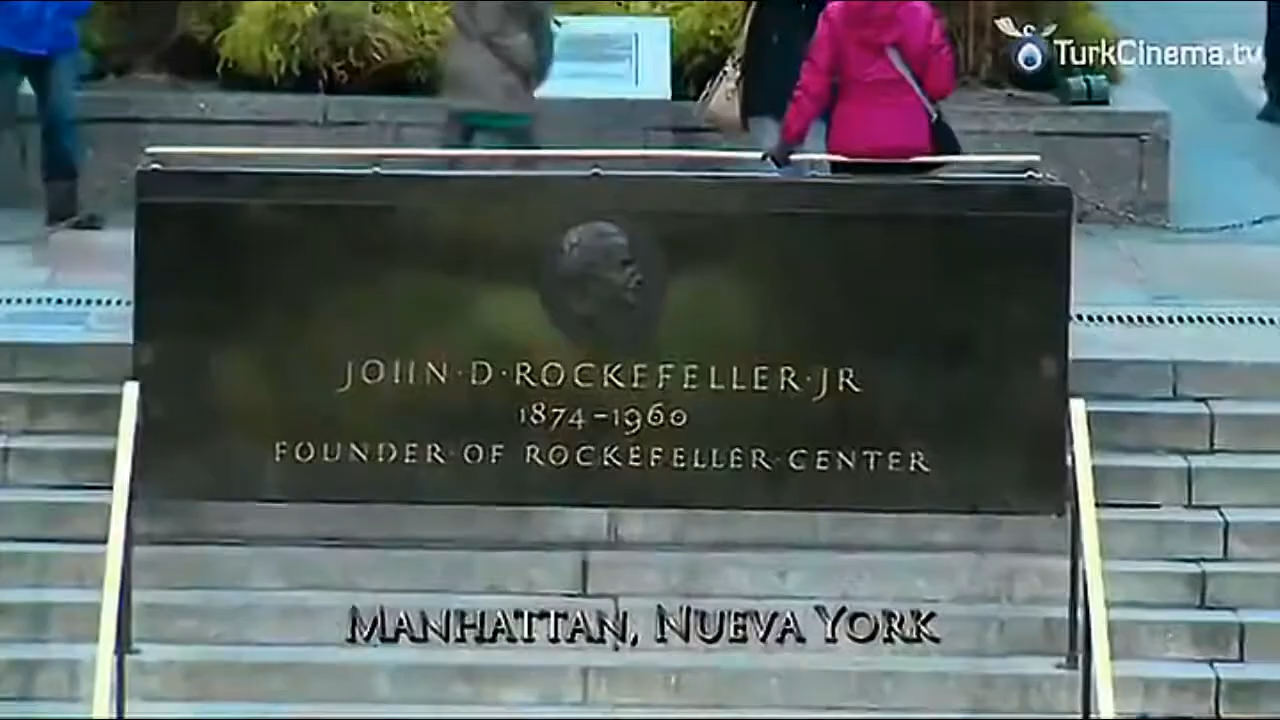 TurkCinema.tv
JOHN·D·ROCKEFELLER·JR
1874–1960
FOUNDER·OF ROCKEFELLER·CENTER
MANHATTAN, NUEVA YORK